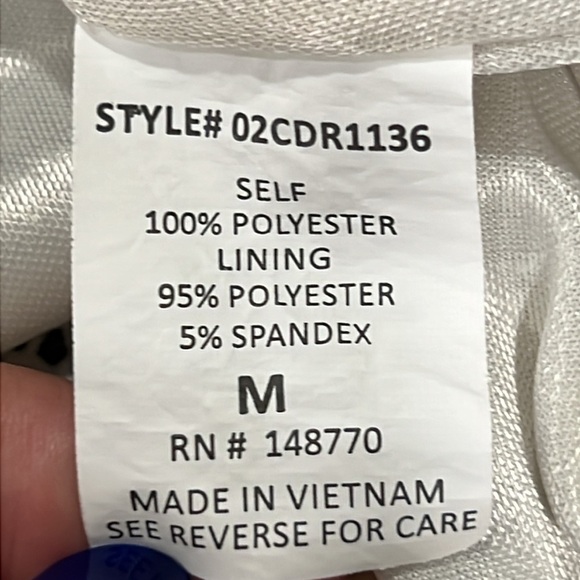 STYLE# 02CDR1136
SELF
100% POLYESTER
LINING
95% POLYESTER
5% SPANDEX
M
RN # 148770
MADE IN VIETNAM
SEE REVERSE FOR CARE